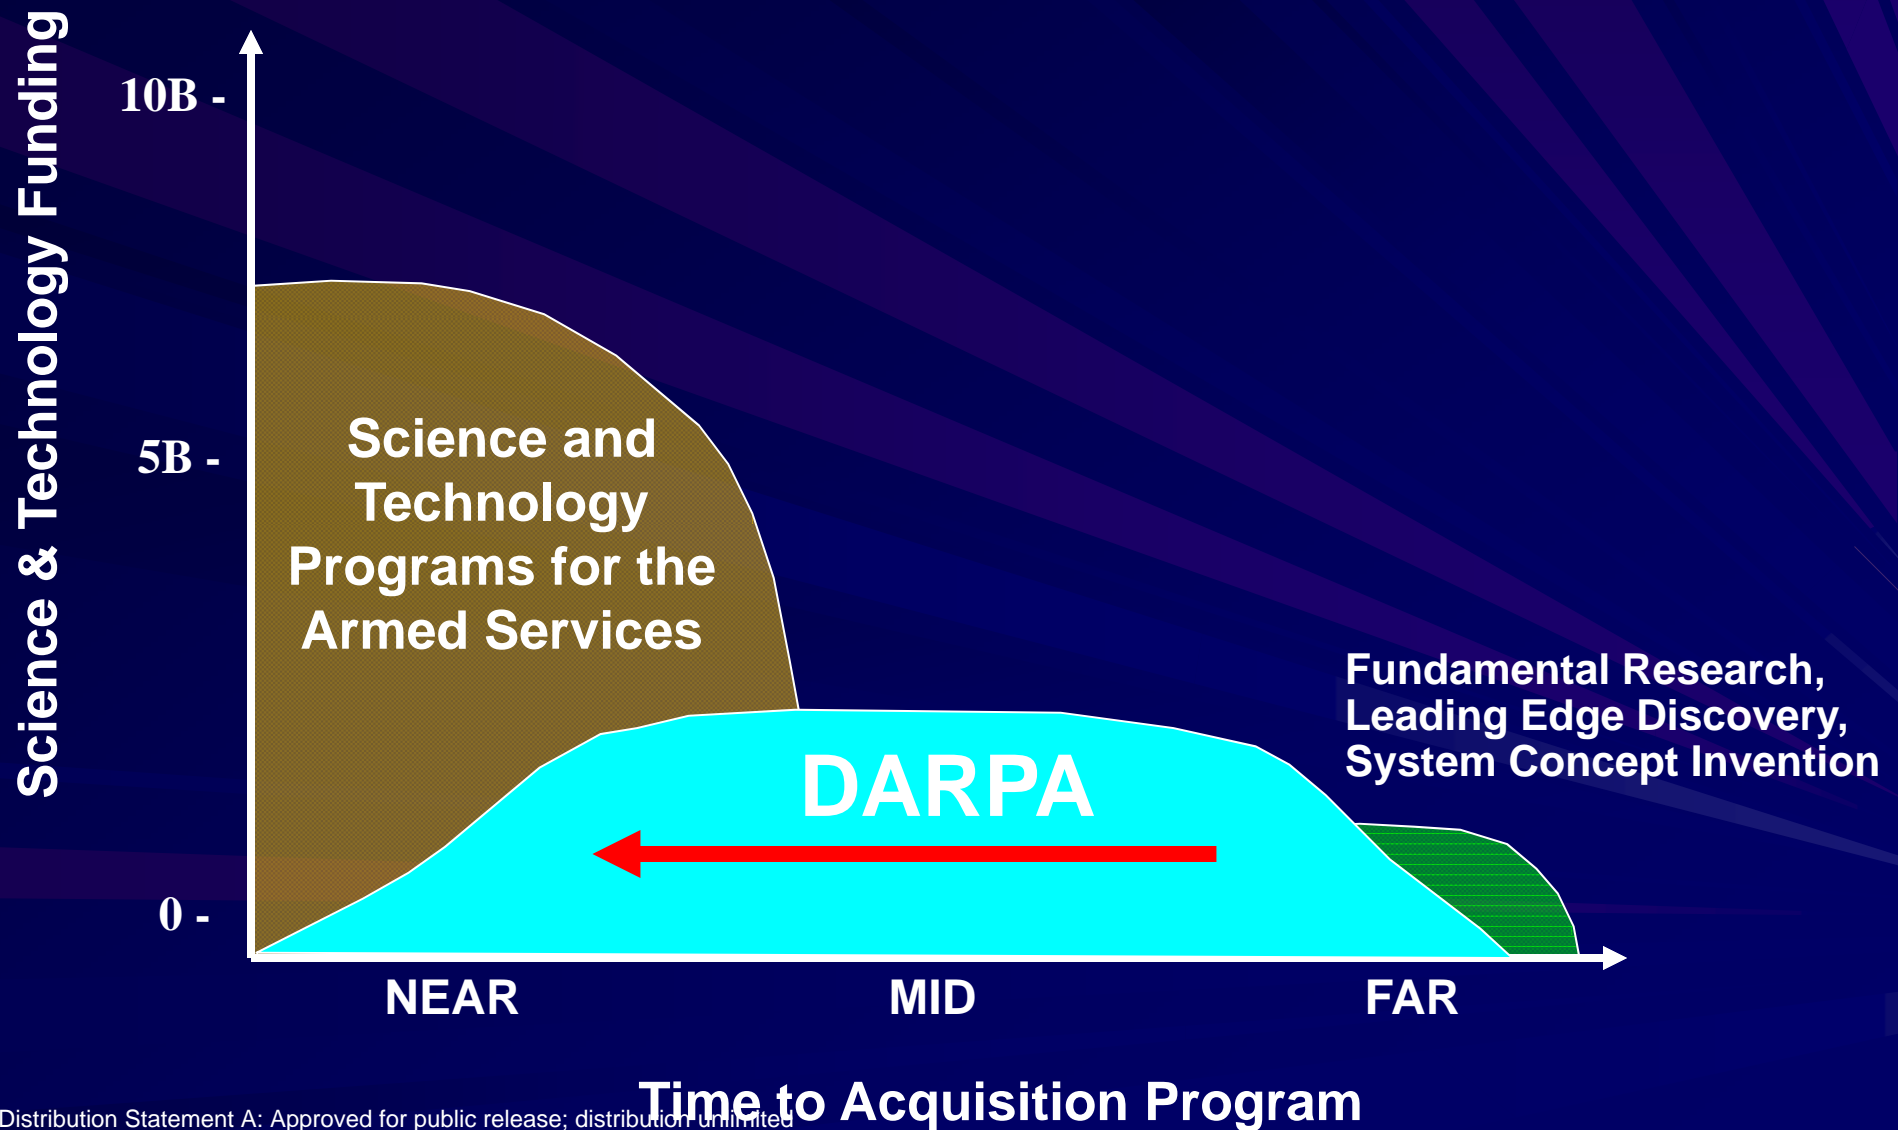 Science & Technology Funding
10B -
5B -
0 -
Science and
Technology
Programs for the
Armed Services
DARPA
Fundamental Research,
Leading Edge Discovery,
System Concept Invention
NEAR
MID
FAR
Time to Acquisition Program
Distribution Statement A: Approved for public release; distribution unlimited